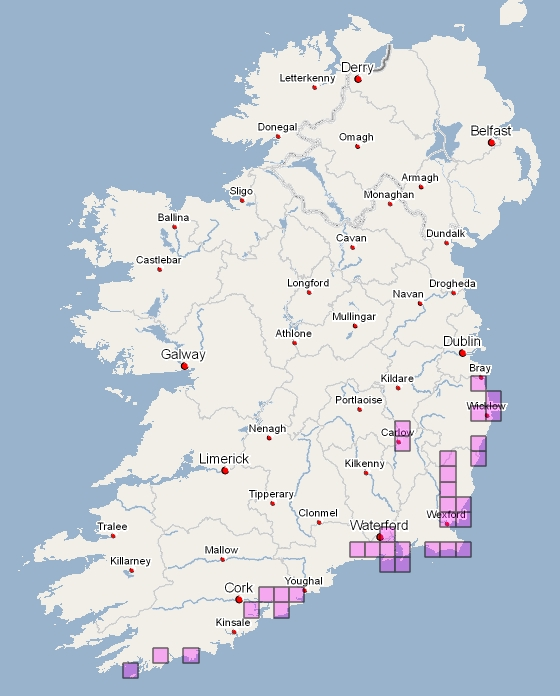 Derry
Letterkenny
Donegal
Omagh
Belfast
Armagh
Sligo
Monaghan
Ballina
Cavan
Dundalk
Castlebar
Longford
Navan
Drogheda
Mullingar
Athlone
Galway
Dublin
Bray
Kildare
Portlaoise
Wicklow
Nenagh
Carlow
Limerick
Kilkenny
Tipperary
Clonmel
Wexford
Tralee
Waterford
Killarney
Mallow
Cork
Youghal
Kinsale